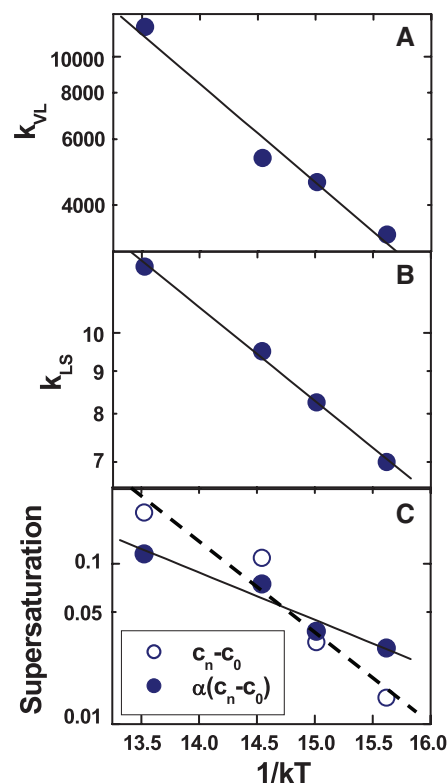 A
10000
8000
6000
4000
k_VL
B
10
9
8
7
k_LS
C
0.1
0.05
0.01
Supersaturation
c_n-c_0
α(c_n-c_0)
13.5 14.0 14.5 15.0 15.5 16.0
1/kT